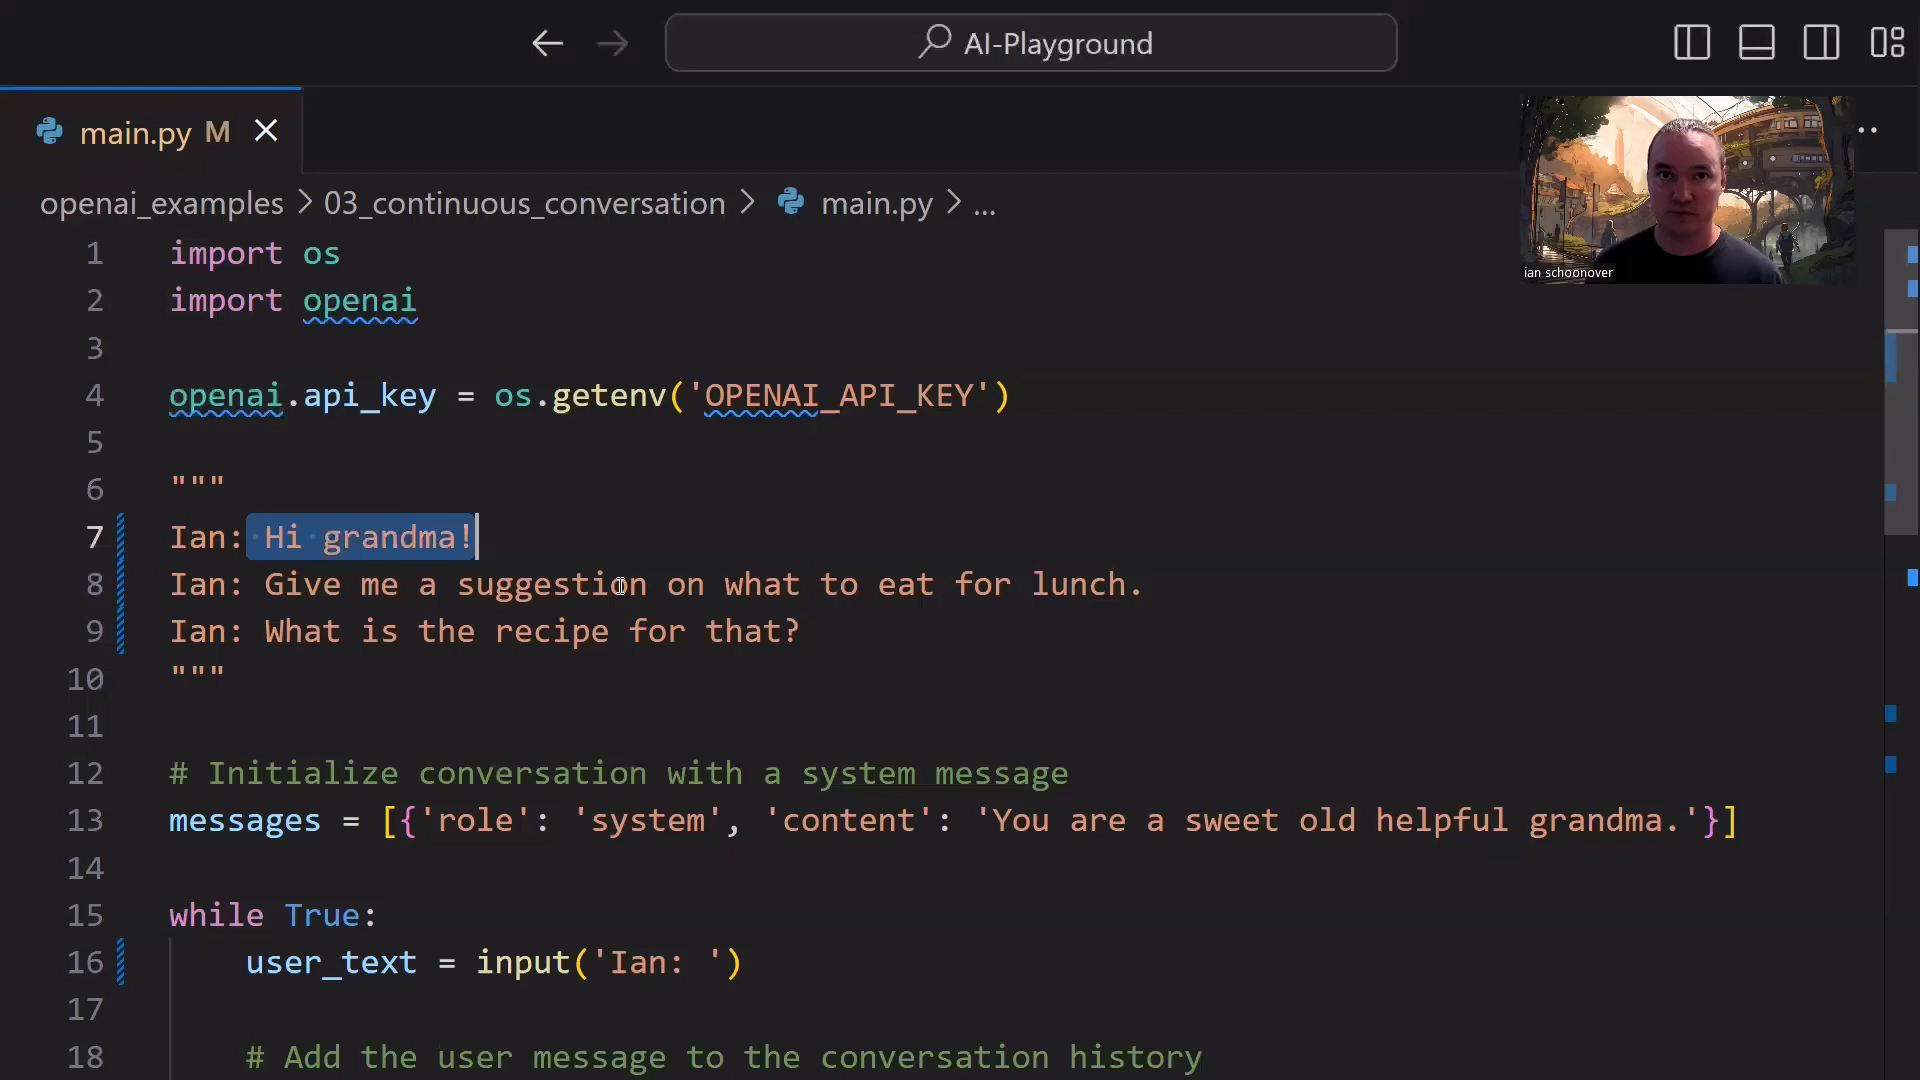 AI-Playground
main.py M
ian schoonover
openai_examples > 03_continuous_conversation > main.py > ...
1 import os
2 import openai
3
4 openai.api_key = os.getenv('OPENAI_API_KEY')
5
6 """
7 Ian: Hi grandma!
8 Ian: Give me a suggestion on what to eat for lunch.
9 Ian: What is the recipe for that?
10 """
11
12 # Initialize conversation with a system message
13 messages = [{'role': 'system', 'content': 'You are a sweet old helpful grandma.'}]
14
15 while True:
16 user_text = input('Ian: ')
17
18 # Add the user message to the conversation history